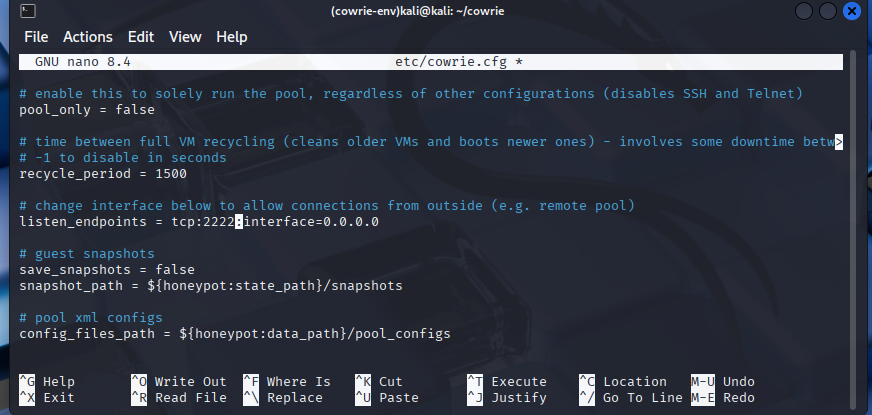 (cowrie-env)kali@kali: ~/cowrie
File Actions Edit View Help
GNU nano 8.4 etc/cowrie.cfg *
# enable this to solely run the pool, regardless of other configurations (disables SSH and Telnet)
pool_only = false
# time between full VM recycling (cleans older VMs and boots newer ones) - involves some downtime betw>
# -1 to disable in seconds
recycle_period = 1500
# change interface below to allow connections from outside (e.g. remote pool)
listen_endpoints = tcp:2222:interface=0.0.0.0
# guest snapshots
save_snapshots = false
snapshot_path = ${honeypot:state_path}/snapshots
# pool xml configs
config_files_path = ${honeypot:data_path}/pool_configs
^G Help ^O Write Out ^F Where Is ^K Cut ^T Execute ^C Location M-U Undo
^X Exit ^R Read File ^\ Replace ^U Paste ^J Justify ^/ Go To Line M-E Redo